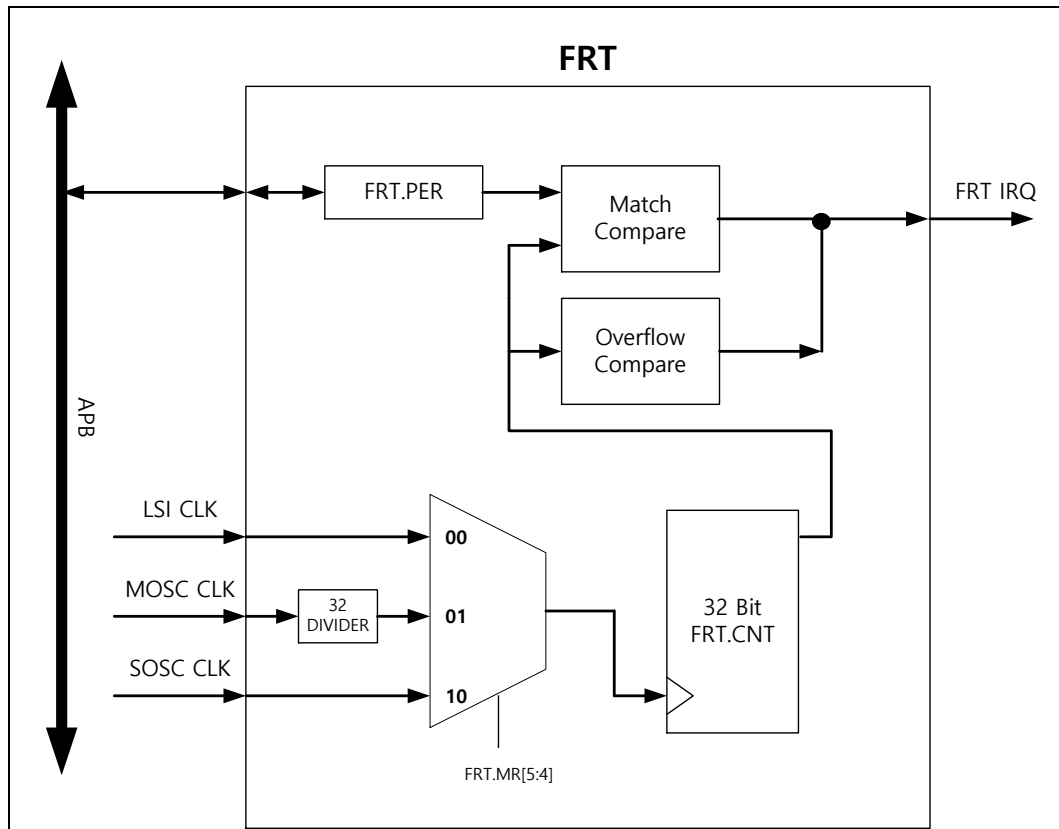 FRT
FRT.PER
Match
Compare
FRT IRQ
Overflow
Compare
APB
LSI CLK
00
MOSC CLK
32
DIVIDER
01
32 Bit
FRT.CNT
SOSC CLK
10
FRT.MR[5:4]